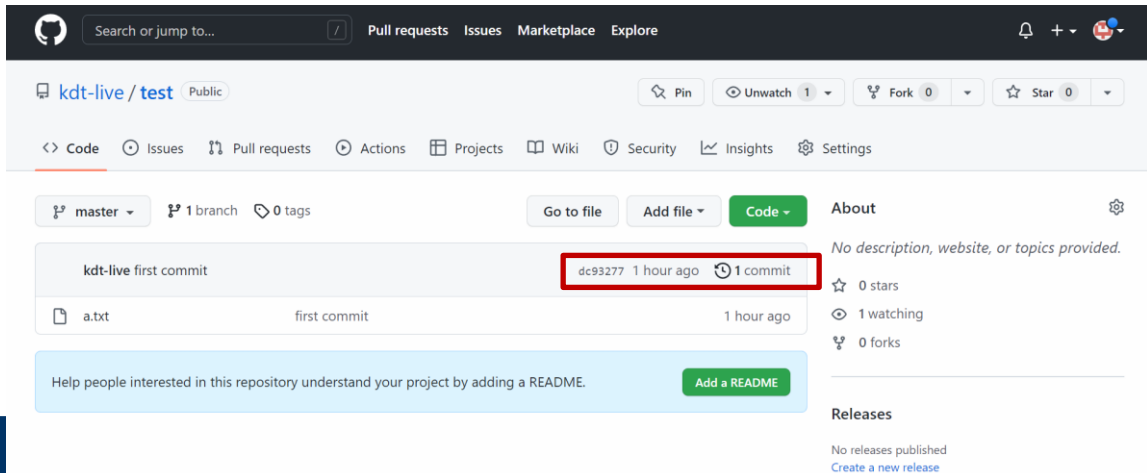 Search or jump to... / Pull requests Issues Marketplace Explore
kdt-live / test Public Pin Unwatch 1 Fork 0 Star 0
Code Issues Pull requests Actions Projects Wiki Security Insights Settings
master 1 branch 0 tags Go to file Add file Code
kdt-live first commit dc93277 1 hour ago 1 commit
a.txt first commit 1 hour ago
Help people interested in this repository understand your project by adding a README. Add a README
About
No description, website, or topics provided.
0 stars
1 watching
0 forks
Releases
No releases published
Create a new release